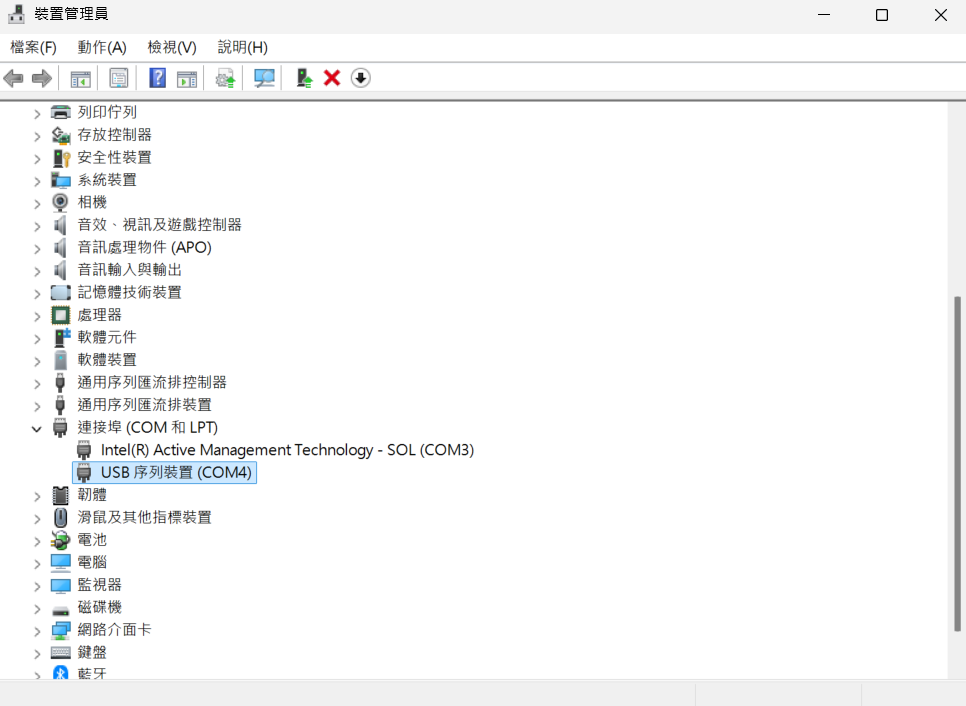 裝置管理員
檔案(F) 動作(A) 檢視(V) 說明(H)
列印佇列
存放控制器
安全性裝置
系統裝置
相機
音效、視訊及遊戲控制器
音訊處理物件 (APO)
音訊輸入與輸出
記憶體技術裝置
處理器
軟體元件
軟體裝置
通用序列匯流排控制器
通用序列匯流排裝置
連接埠 (COM 和 LPT)
Intel(R) Active Management Technology - SOL (COM3)
USB 序列裝置 (COM4)
韌體
滑鼠及其他指標裝置
電池
電腦
監視器
磁碟機
網路介面卡
鍵盤
藍牙